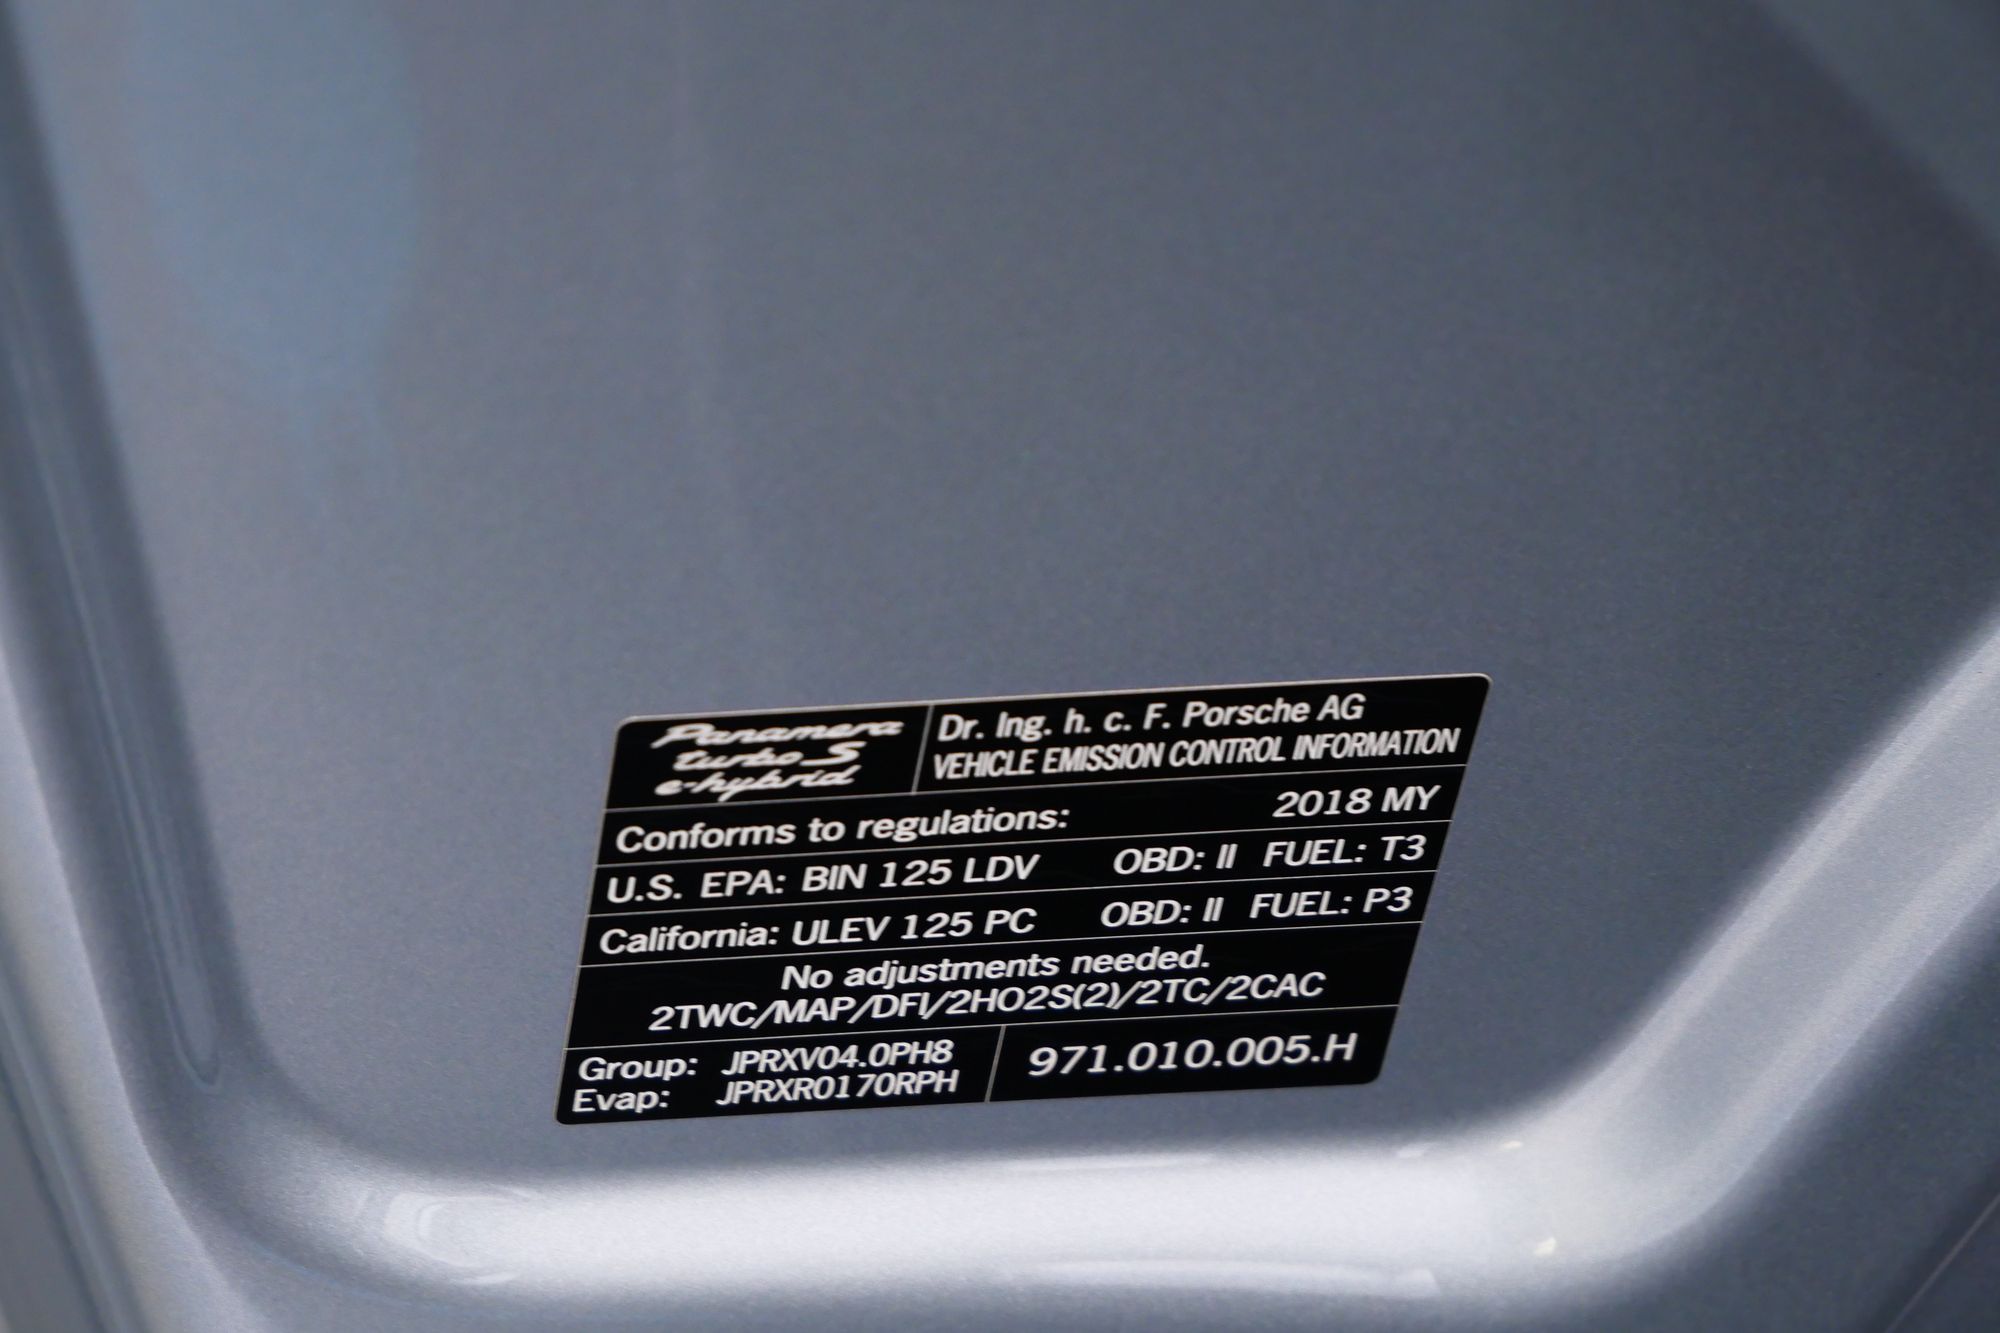 Panamera
turbo S
e-hybrid
Dr. Ing. h. c. F. Porsche AG
VEHICLE EMISSION CONTROL INFORMATION
Conforms to regulations: 2018 MY
U.S. EPA: BIN 125 LDV OBD: II FUEL: T3
California: ULEV 125 PC OBD: II FUEL: P3
No adjustments needed.
2TWC/MAP/DFI/2HO2S(2)/2TC/2CAC
Group: JPRXV04.0PH8
Evap: JPRXR0170RPH
971.010.005.H